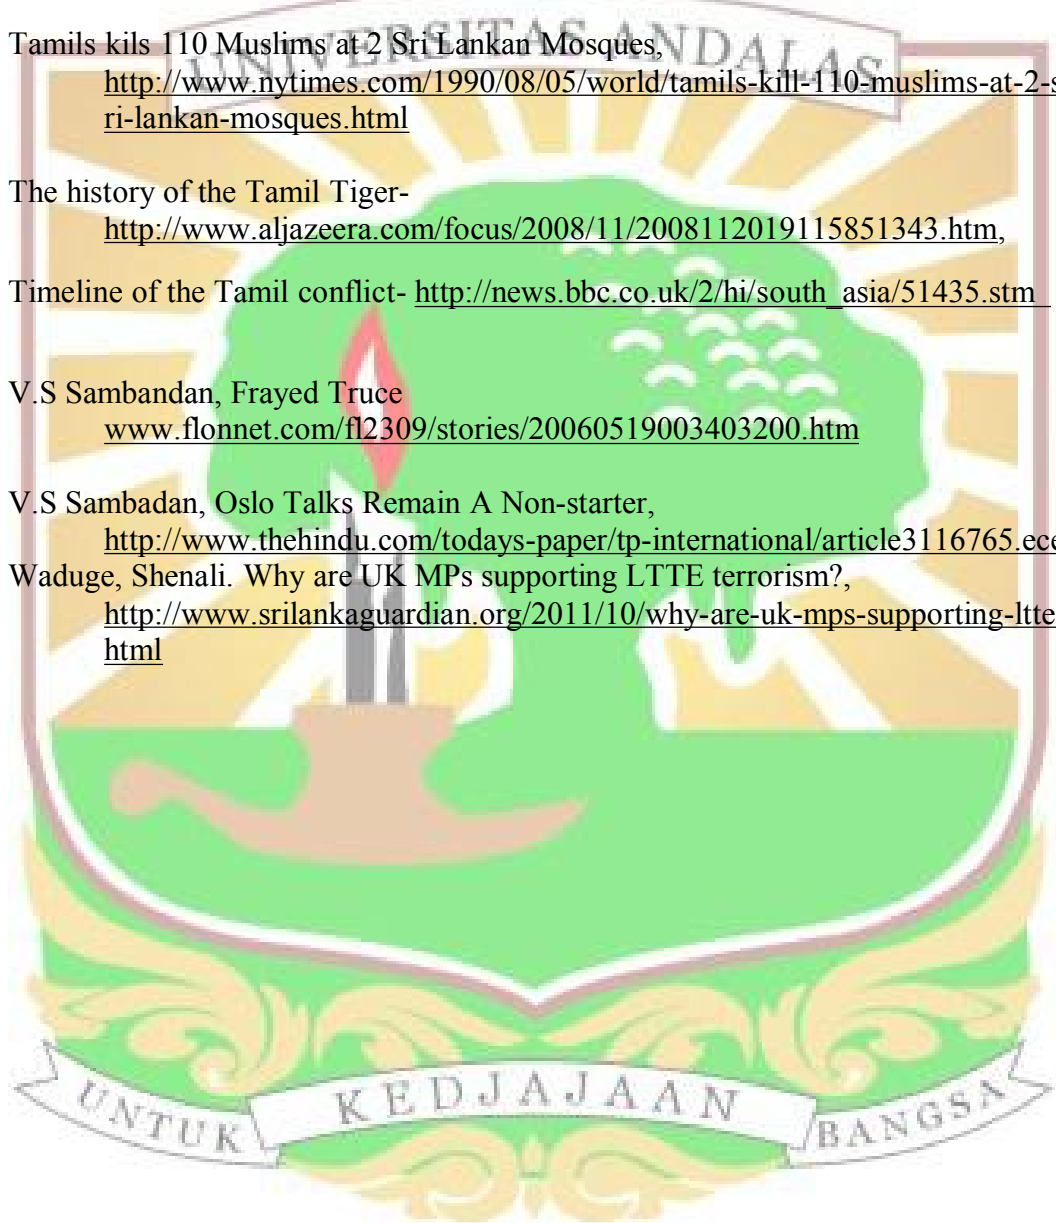 UNIVERSITAS ANDALAS
Tamils kils 110 Muslims at 2 Sri Lankan Mosques,
http://www.nytimes.com/1990/08/05/world/tamils-kill-110-muslims-at-2-s
ri-lankan-mosques.html
The history of the Tamil Tiger-
http://www.aljazeera.com/focus/2008/11/2008112019115851343.htm,
Timeline of the Tamil conflict- http://news.bbc.co.uk/2/hi/south_asia/51435.stm
V.S Sambandan, Frayed Truce
www.flonnet.com/fl2309/stories/20060519003403200.htm
V.S Sambadan, Oslo Talks Remain A Non-starter,
http://www.thehindu.com/todays-paper/tp-international/article3116765.ece
Waduge, Shenali. Why are UK MPs supporting LTTE terrorism?,
http://www.srilankaguardian.org/2011/10/why-are-uk-mps-supporting-ltte
html
UNTUK KEDJAJAAN BANGSA